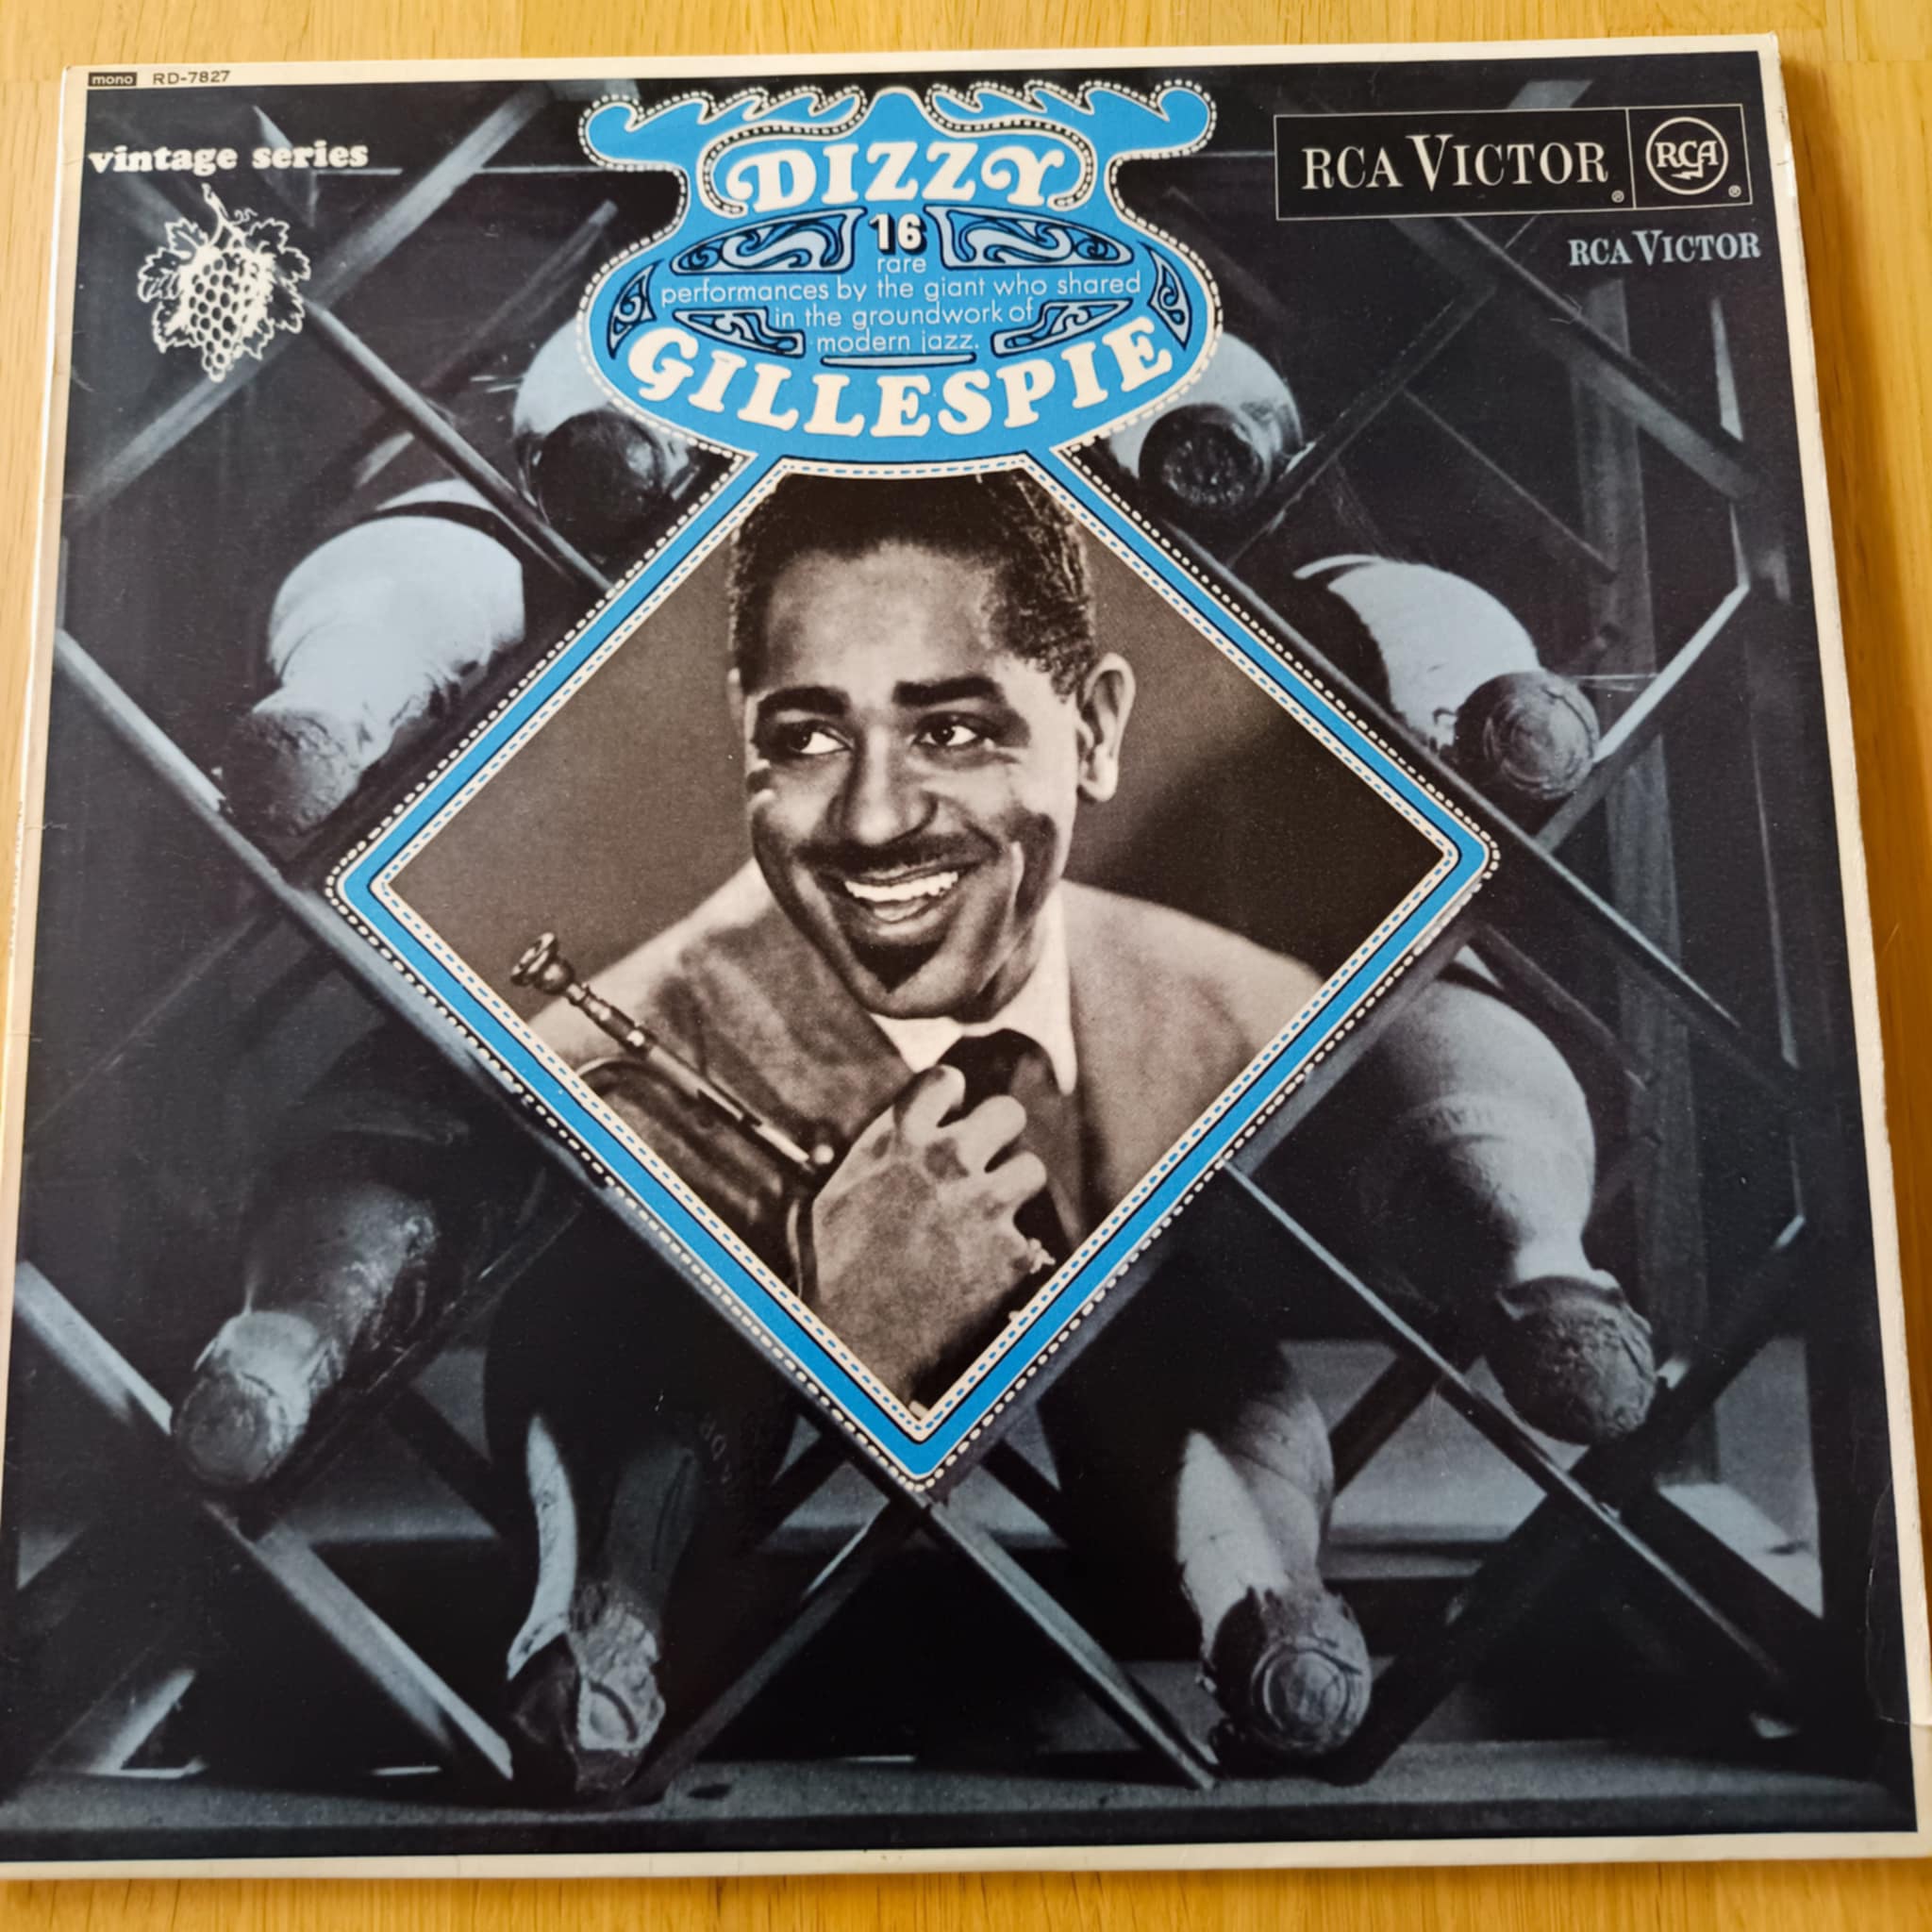 mono RD-7827
vintage series
DIZZY
16
rare
performances by the giant who shared
in the groundwork of
modern jazz.
GILLESPIE
RCA VICTOR ® RCA ®
RCA VICTOR